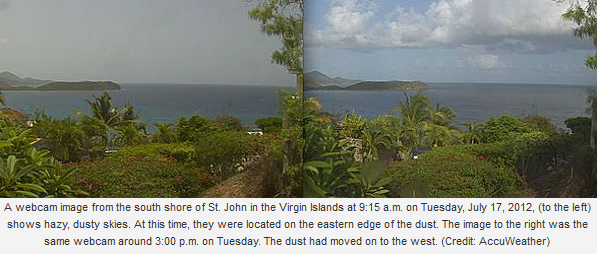 A webcam image from the south shore of St. John in the Virgin Islands at 9:15 a.m. on Tuesday, July 17, 2012, (to the left)
shows hazy, dusty skies. At this time, they were located on the eastern edge of the dust. The image to the right was the
same webcam around 3:00 p.m. on Tuesday. The dust had moved on to the west. (Credit: AccuWeather)